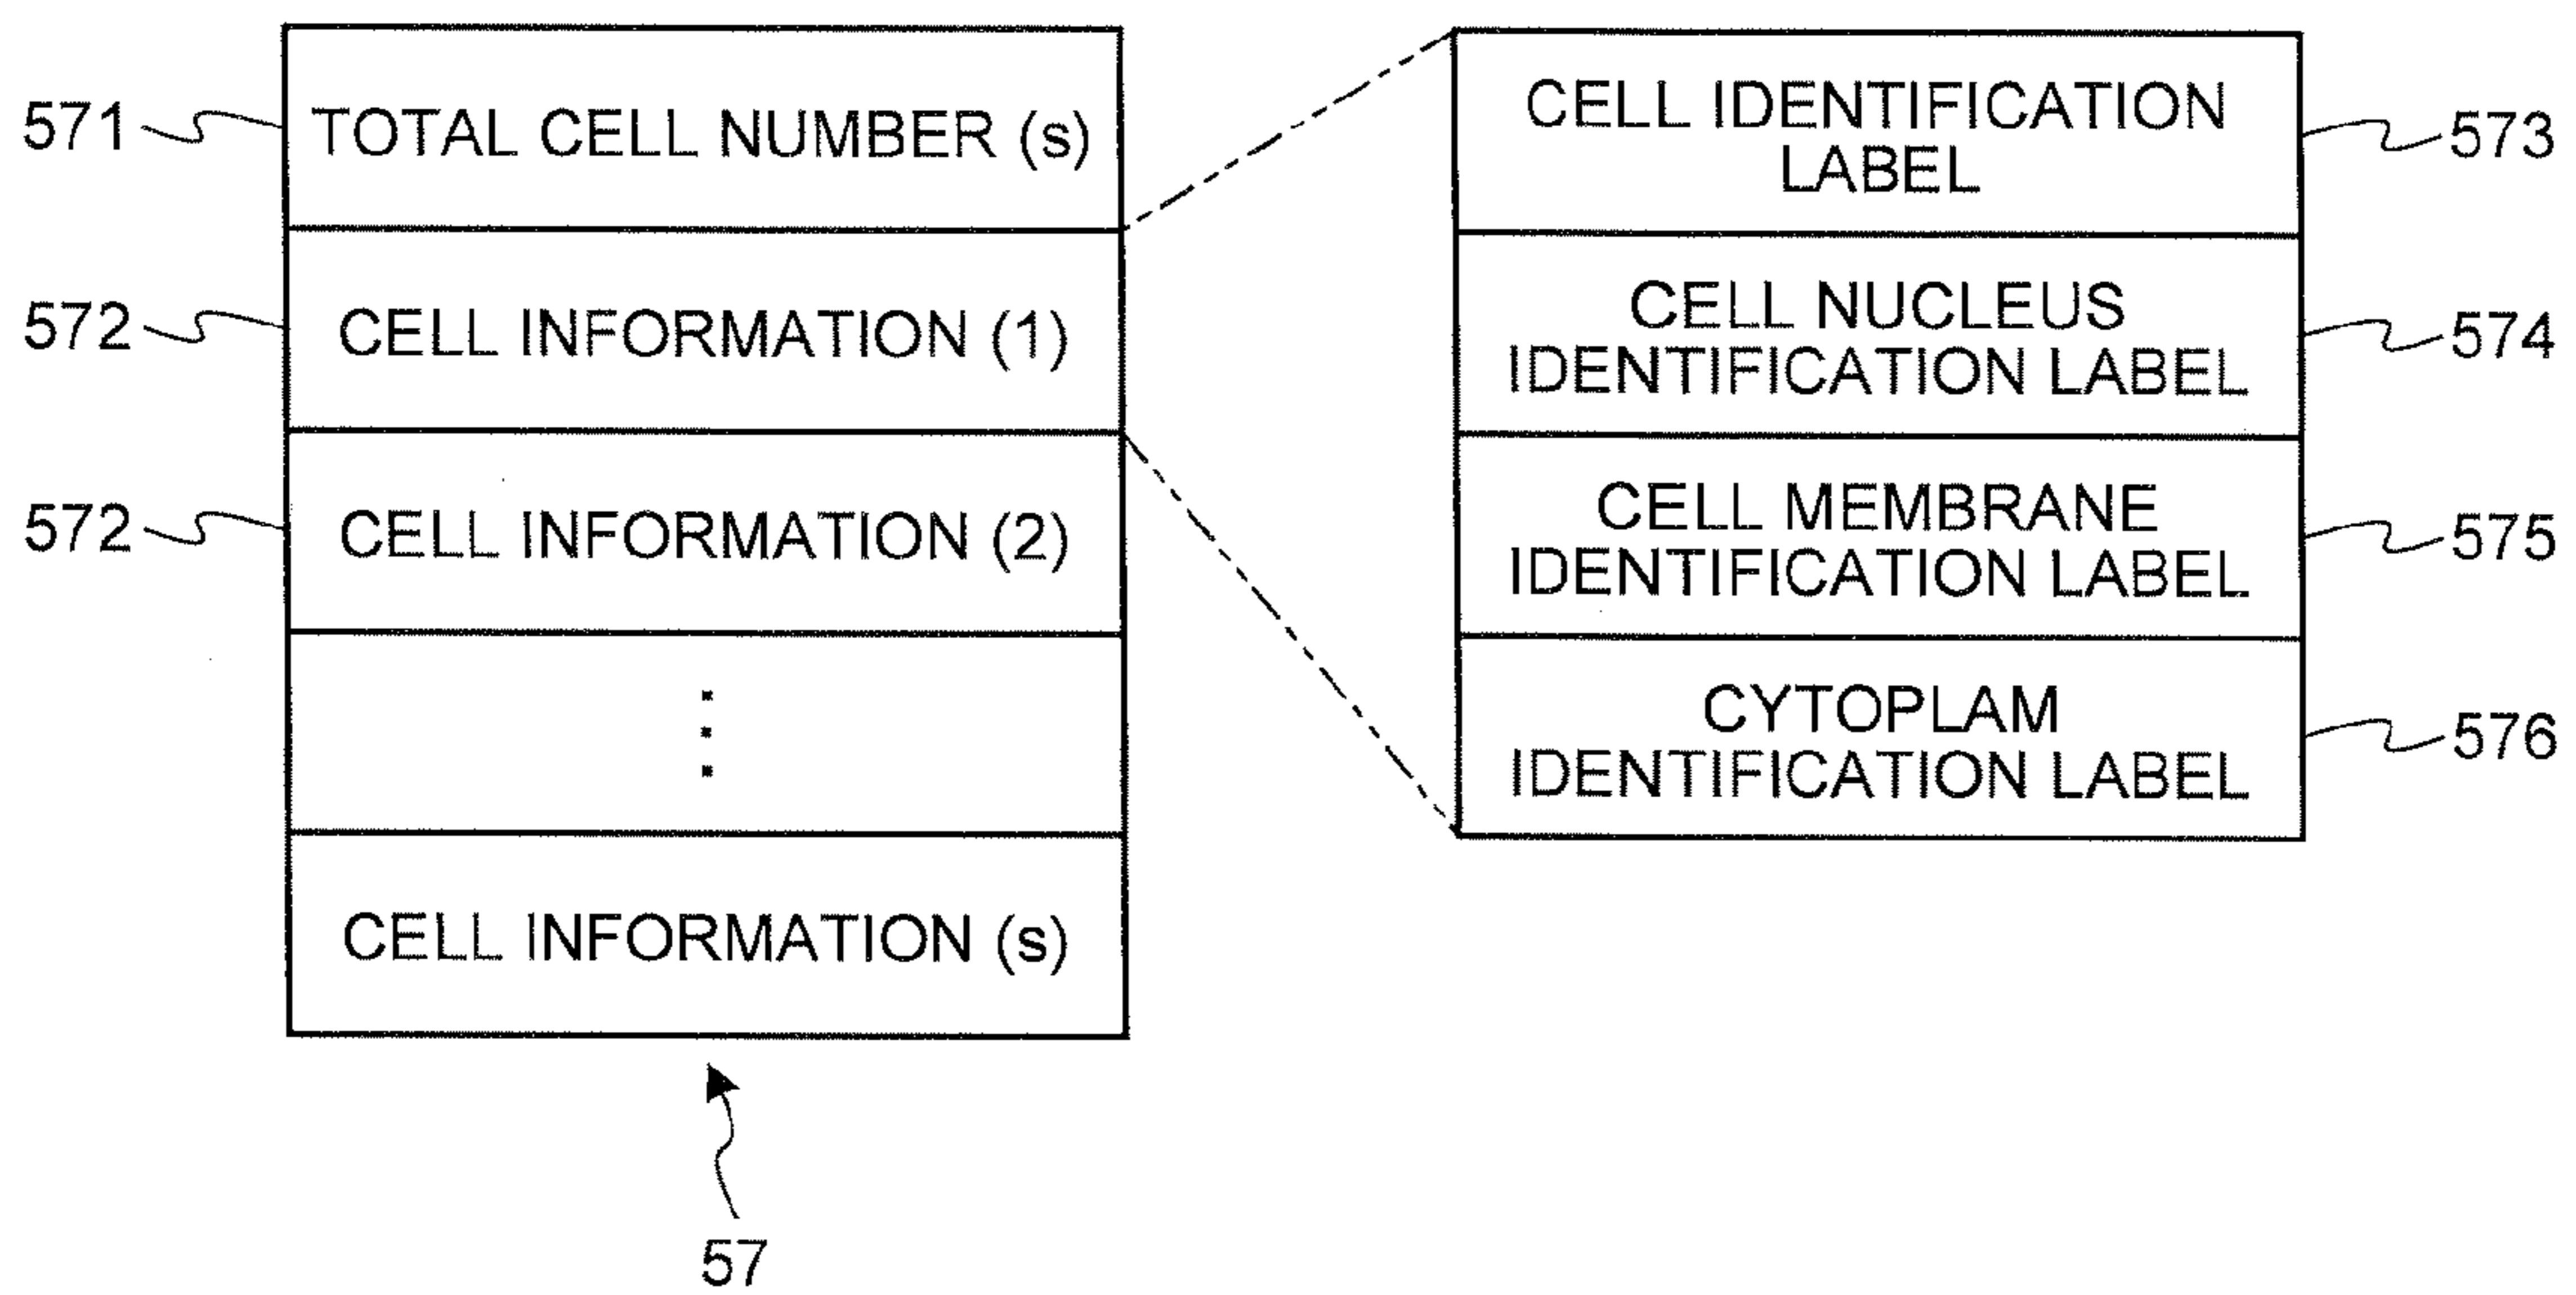 571
TOTAL CELL NUMBER (s)
572
CELL INFORMATION (1)
572
CELL INFORMATION (2)
CELL INFORMATION (s)
57
CELL IDENTIFICATION
LABEL
573
CELL NUCLEUS
IDENTIFICATION LABEL
574
CELL MEMBRANE
IDENTIFICATION LABEL
575
CYTOPLAM
IDENTIFICATION LABEL
576